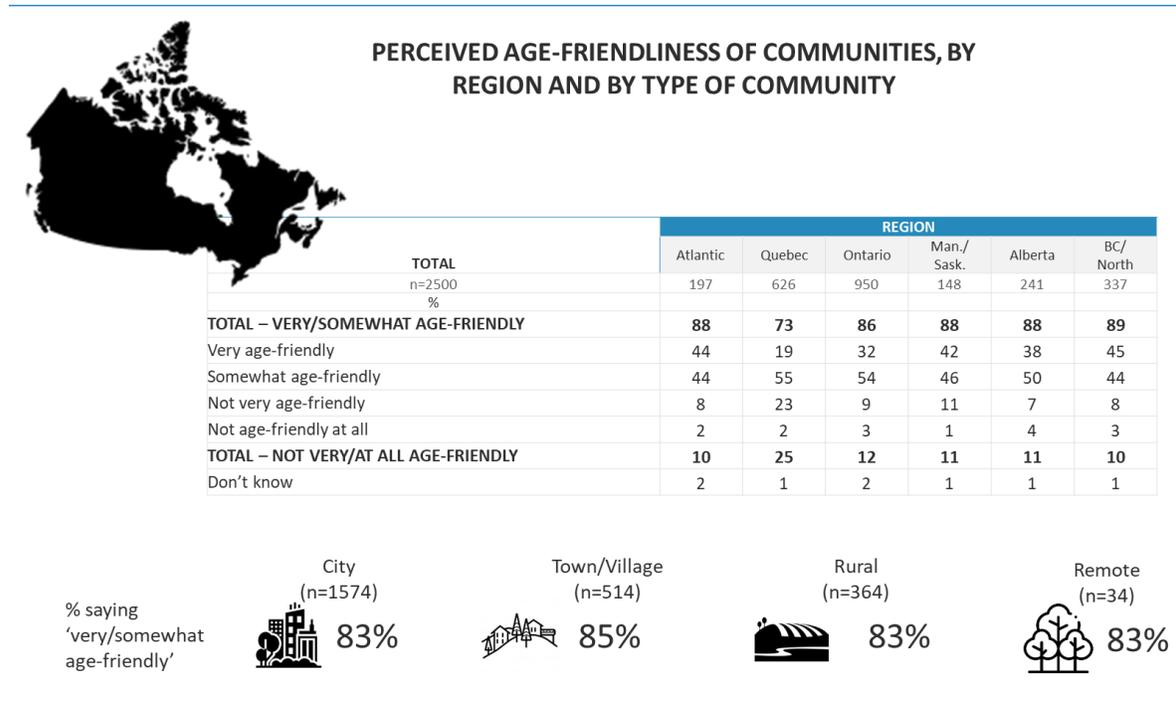 PERCEIVED AGE-FRIENDLINESS OF COMMUNITIES, BY
REGION AND BY TYPE OF COMMUNITY
REGION
TOTAL Atlantic Quebec Ontario Man./ Sask. Alberta BC/ North
n=2500 197 626 950 148 241 337
%
TOTAL – VERY/SOMEWHAT AGE-FRIENDLY 88 73 86 88 88 89
Very age-friendly 44 19 32 42 38 45
Somewhat age-friendly 44 55 54 46 50 44
Not very age-friendly 8 23 9 11 7 8
Not age-friendly at all 2 2 3 1 4 3
TOTAL – NOT VERY/AT ALL AGE-FRIENDLY 10 25 12 11 11 10
Don’t know 2 1 2 1 1 1
% saying
‘very/somewhat
age-friendly’
City
(n=1574)
83%
Town/Village
(n=514)
85%
Rural
(n=364)
83%
Remote
(n=34)
83%